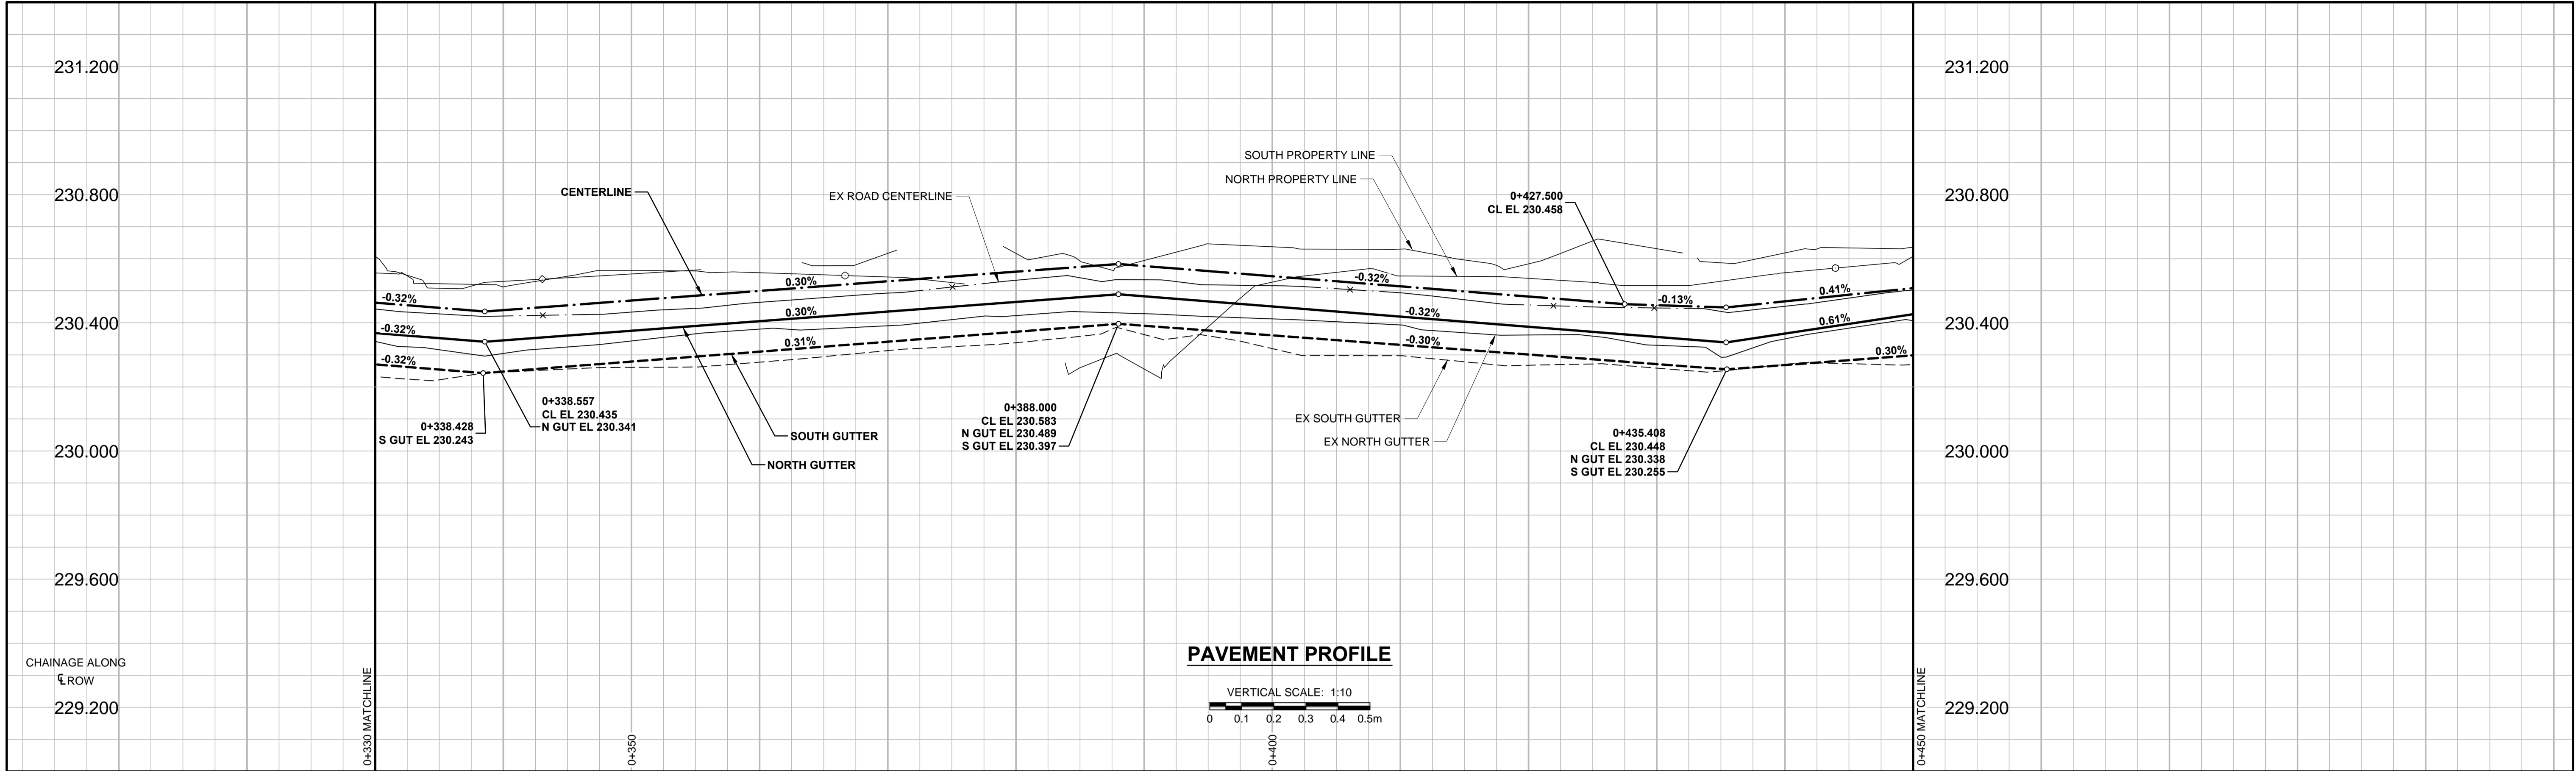 231.200
231.200
SOUTH PROPERTY LINE
NORTH PROPERTY LINE
230.800
CENTERLINE
EX ROAD CENTERLINE
0+427.500
CL EL 230.458
230.800
-0.32%
0.30%
-0.32%
-0.13%
0.41%
230.400
-0.32%
0.30%
-0.32%
0.61%
230.400
-0.32%
0.31%
-0.30%
0.30%
0+338.428
S GUT EL 230.243
0+338.557
CL EL 230.435
N GUT EL 230.341
SOUTH GUTTER
NORTH GUTTER
0+388.000
CL EL 230.583
N GUT EL 230.489
S GUT EL 230.397
EX SOUTH GUTTER
EX NORTH GUTTER
0+435.408
CL EL 230.448
N GUT EL 230.338
S GUT EL 230.255
230.000
230.000
229.600
229.600
CHAINAGE ALONG
℄ ROW
229.200
0+330 MATCHLINE
0+350
PAVEMENT PROFILE
VERTICAL SCALE: 1:10
0 0.1 0.2 0.3 0.4 0.5m
0+400
0+450 MATCHLINE
229.200